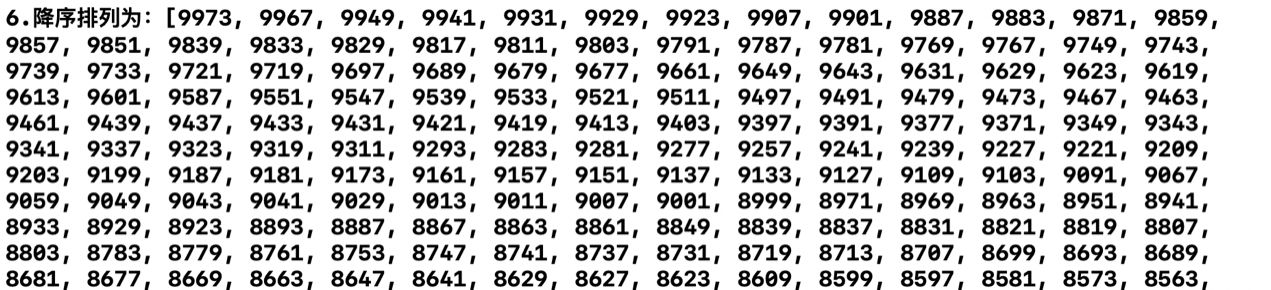 6.降序排列为：[9973, 9967, 9949, 9941, 9931, 9929, 9923, 9907, 9901, 9887, 9883, 9871, 9859,
9857, 9851, 9839, 9833, 9829, 9817, 9811, 9803, 9791, 9787, 9781, 9769, 9767, 9749, 9743,
9739, 9733, 9721, 9719, 9697, 9689, 9679, 9677, 9661, 9649, 9643, 9631, 9629, 9623, 9619,
9613, 9601, 9587, 9551, 9547, 9539, 9533, 9521, 9511, 9497, 9491, 9479, 9473, 9467, 9463,
9461, 9439, 9437, 9433, 9431, 9421, 9419, 9413, 9403, 9397, 9391, 9377, 9371, 9349, 9343,
9341, 9337, 9323, 9319, 9311, 9293, 9283, 9281, 9277, 9257, 9241, 9239, 9227, 9221, 9209,
9203, 9199, 9187, 9181, 9173, 9161, 9157, 9151, 9137, 9133, 9127, 9109, 9103, 9091, 9067,
9059, 9049, 9043, 9041, 9029, 9013, 9011, 9007, 9001, 8999, 8971, 8969, 8963, 8951, 8941,
8933, 8929, 8923, 8893, 8887, 8867, 8863, 8861, 8849, 8839, 8837, 8831, 8821, 8819, 8807,
8803, 8783, 8779, 8761, 8753, 8747, 8741, 8737, 8731, 8719, 8713, 8707, 8699, 8693, 8689,
8681, 8677, 8669, 8663, 8647, 8641, 8629, 8627, 8623, 8609, 8599, 8597, 8581, 8573, 8563,